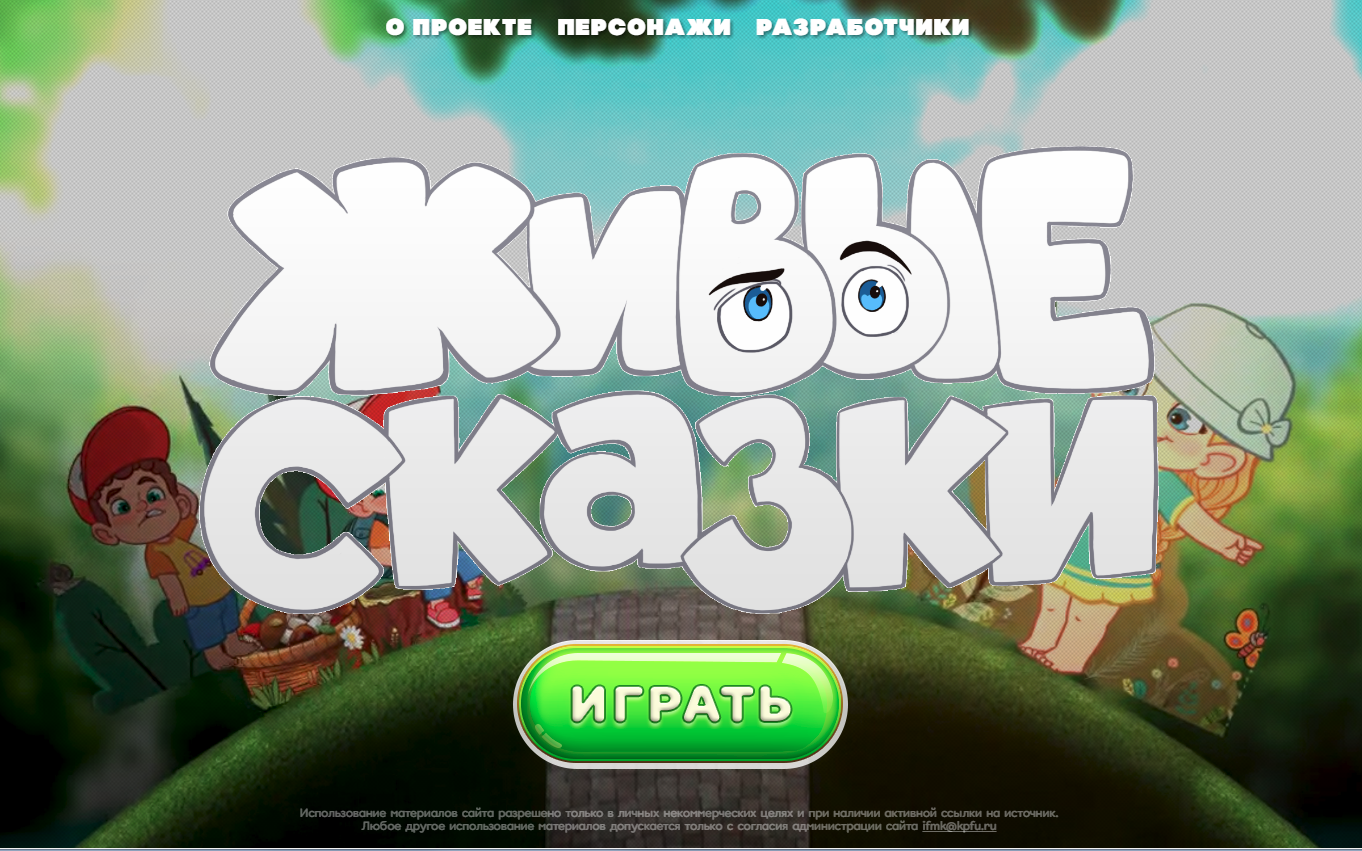 О ПРОЕКТЕ ПЕРСОНАЖИ РАЗРАБОТЧИКИ
Живые
сказки
ИГРАТЬ
Использование материалов сайта разрешено только в личных некоммерческих целях и при наличии активной ссылки на источник.
Любое другое использование материалов допускается только с согласия администрации сайта ifmk@kpfu.ru